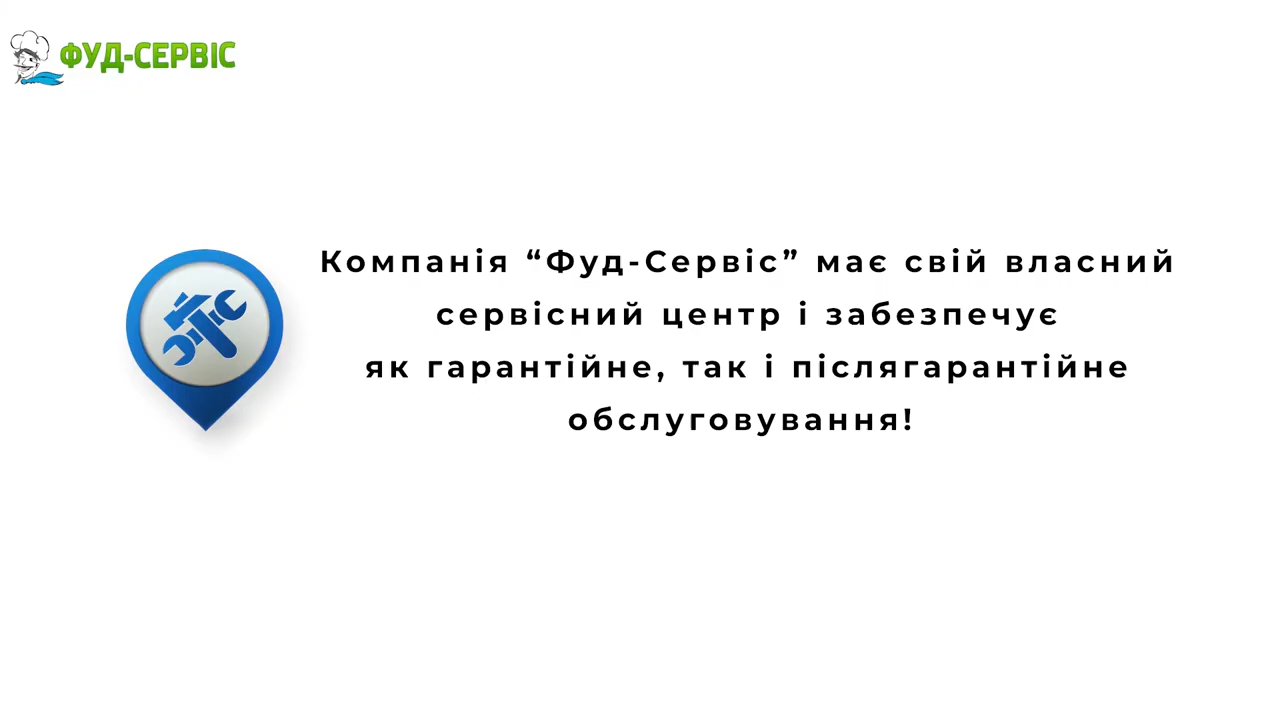 ФУД-СЕРВІС
Компанія “Фуд-Сервіс” має свій власний
сервісний центр і забезпечує
як гарантійне, так і післягарантійне
обслуговування!